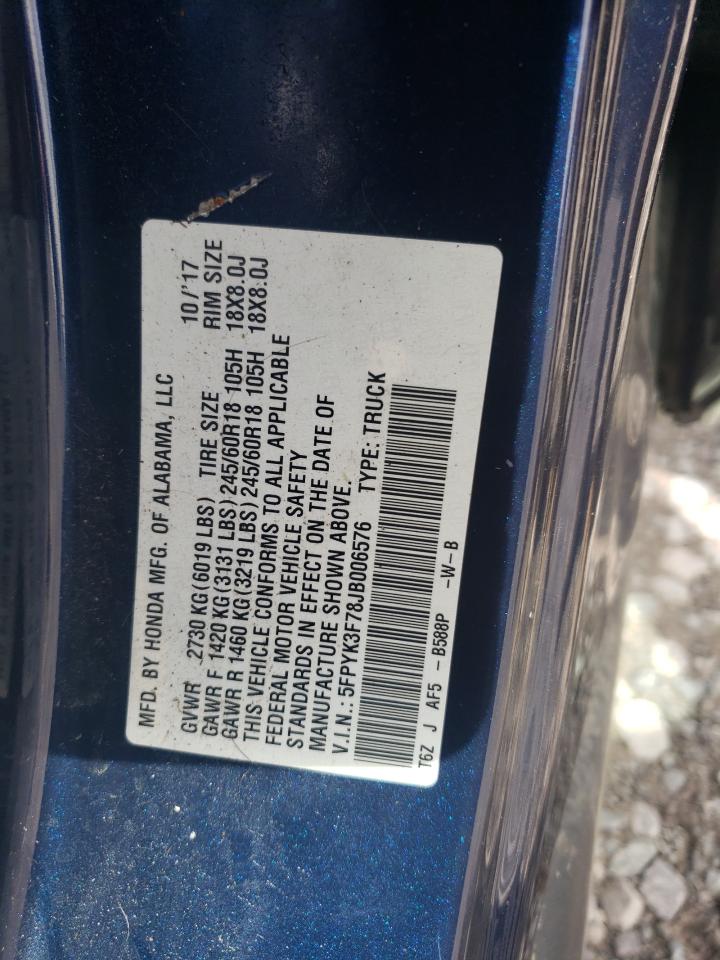 MFD. BY HONDA MFG. OF ALABAMA, LLC 10/'17
GVWR 2730 KG (6019 LBS) TIRE SIZE RIM SIZE
GAWR F 1420 KG (3131 LBS) 245/60R18 105H 18X8.0J
GAWR R 1460 KG (3219 LBS) 245/60R18 105H 18X8.0J
THIS VEHICLE CONFORMS TO ALL APPLICABLE
FEDERAL MOTOR VEHICLE SAFETY
STANDARDS IN EFFECT ON THE DATE OF
MANUFACTURE SHOWN ABOVE.
V.I.N.: 5FPYK3F78JB006576 TYPE: TRUCK
T6Z J AF5 - B588P -W-B